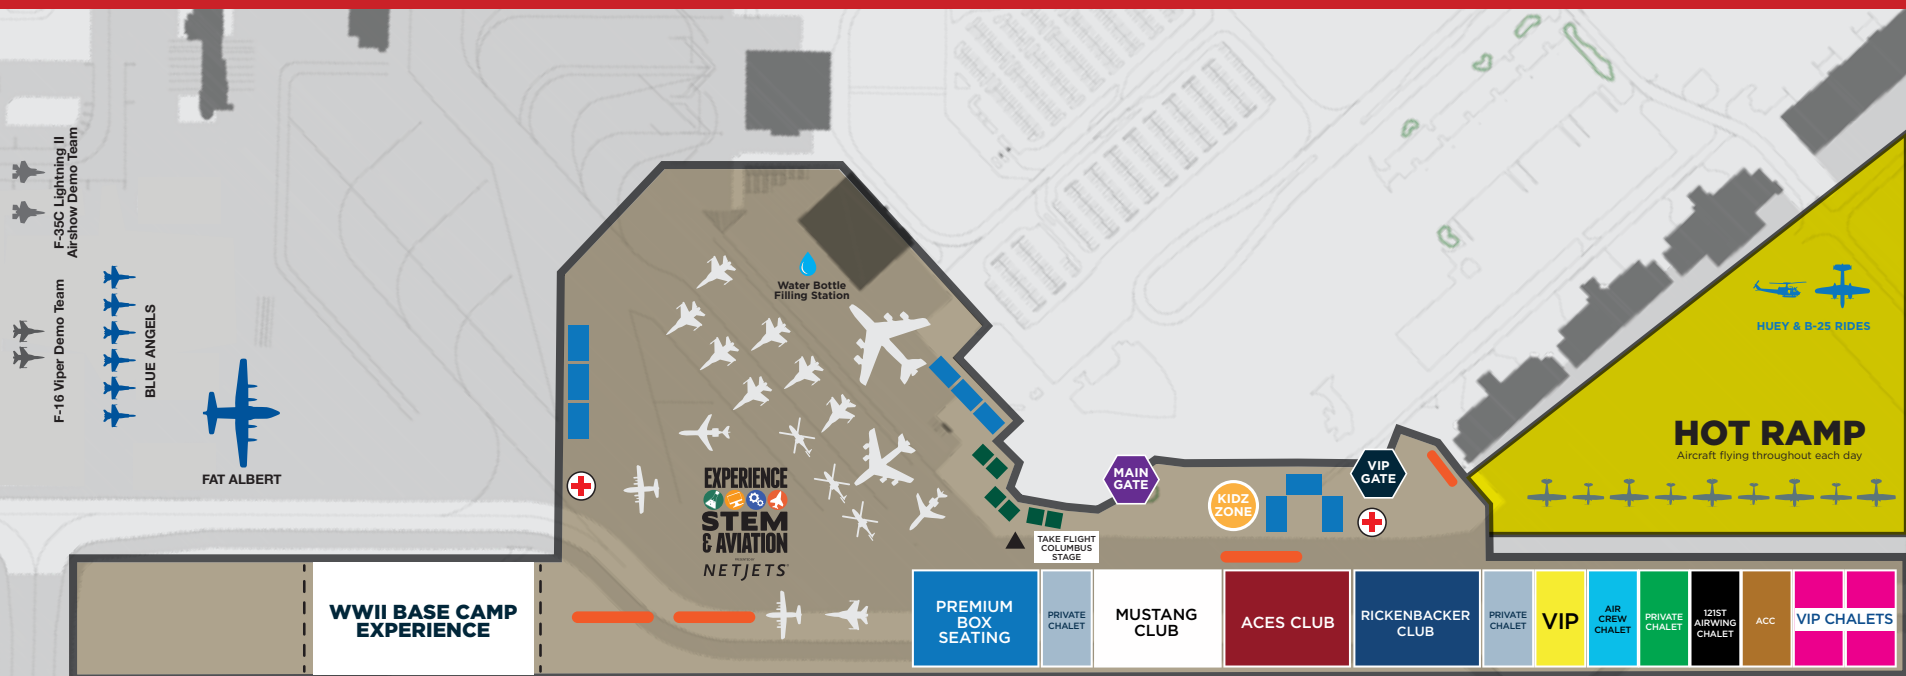 F-35C Lightning II
Airshow Demo Team
F-16 Viper Demo Team
BLUE ANGELS
FAT ALBERT
Water Bottle
Filling Station
EXPERIENCE
STEM
& AVIATION
NETJETS
WWII BASE CAMP
EXPERIENCE
MAIN
GATE
VIP
GATE
KIDZ
ZONE
TAKE FLIGHT
COLUMBUS
STAGE
HUEY & B-25 RIDES
HOT RAMP
Aircraft flying throughout each day
PREMIUM
BOX
SEATING
PRIVATE
CHALET
MUSTANG
CLUB
ACES CLUB
RICKENBACKER
CLUB
PRIVATE
CHALET
VIP
AIR
CREW
CHALET
PRIVATE
CHALET
121ST
AIRWING
CHALET
ACC
VIP CHALETS